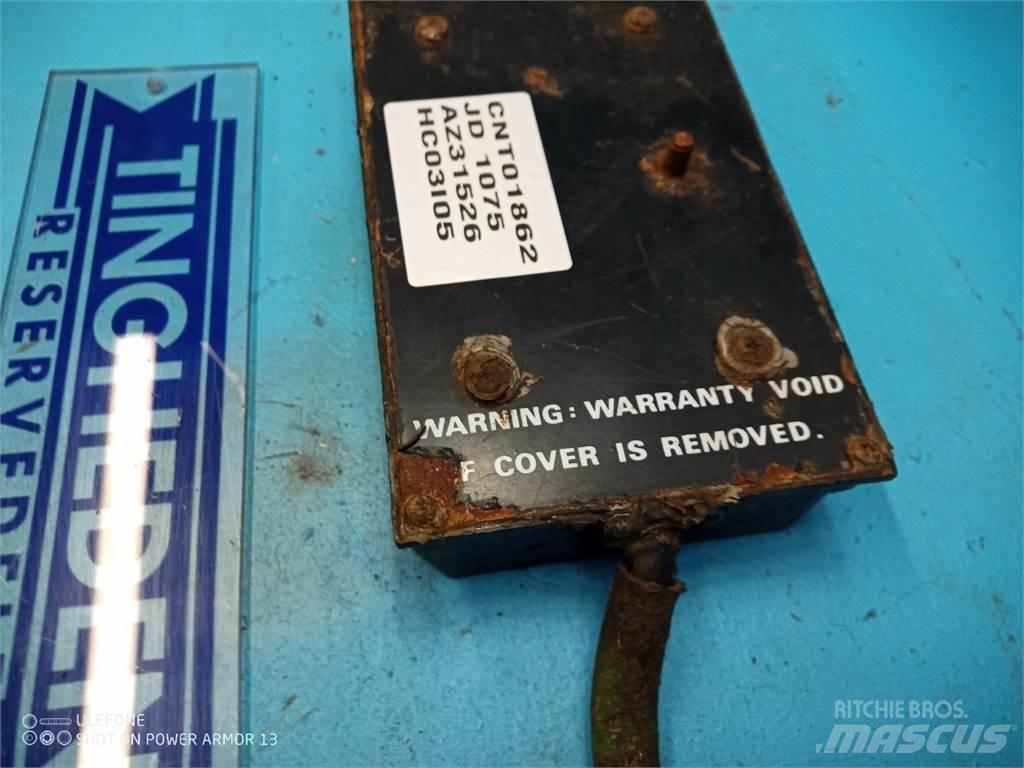 TINGHEDEN
CNT01862
JD 1075
AZ31526
HC03I05
WARNING: WARRANTY VOID
F COVER IS REMOVED.
ULEFONE
SHOT ON POWER ARMOR 13
RITCHIE BROS.
MASCUS